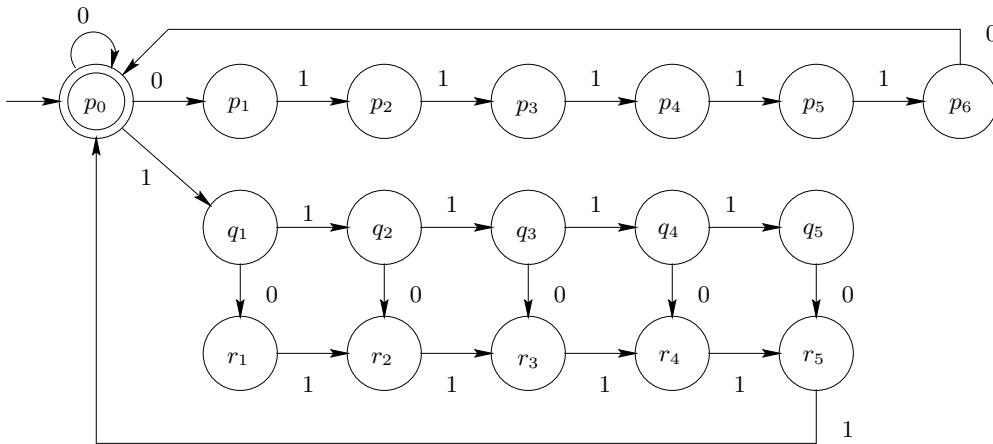 0
0
0 1 1 1 1 1
p₀ p₁ p₂ p₃ p₄ p₅ p₆
1
1 1 1 1
q₁ q₂ q₃ q₄ q₅
0 0 0 0 0
r₁ r₂ r₃ r₄ r₅
1 1 1 1
1